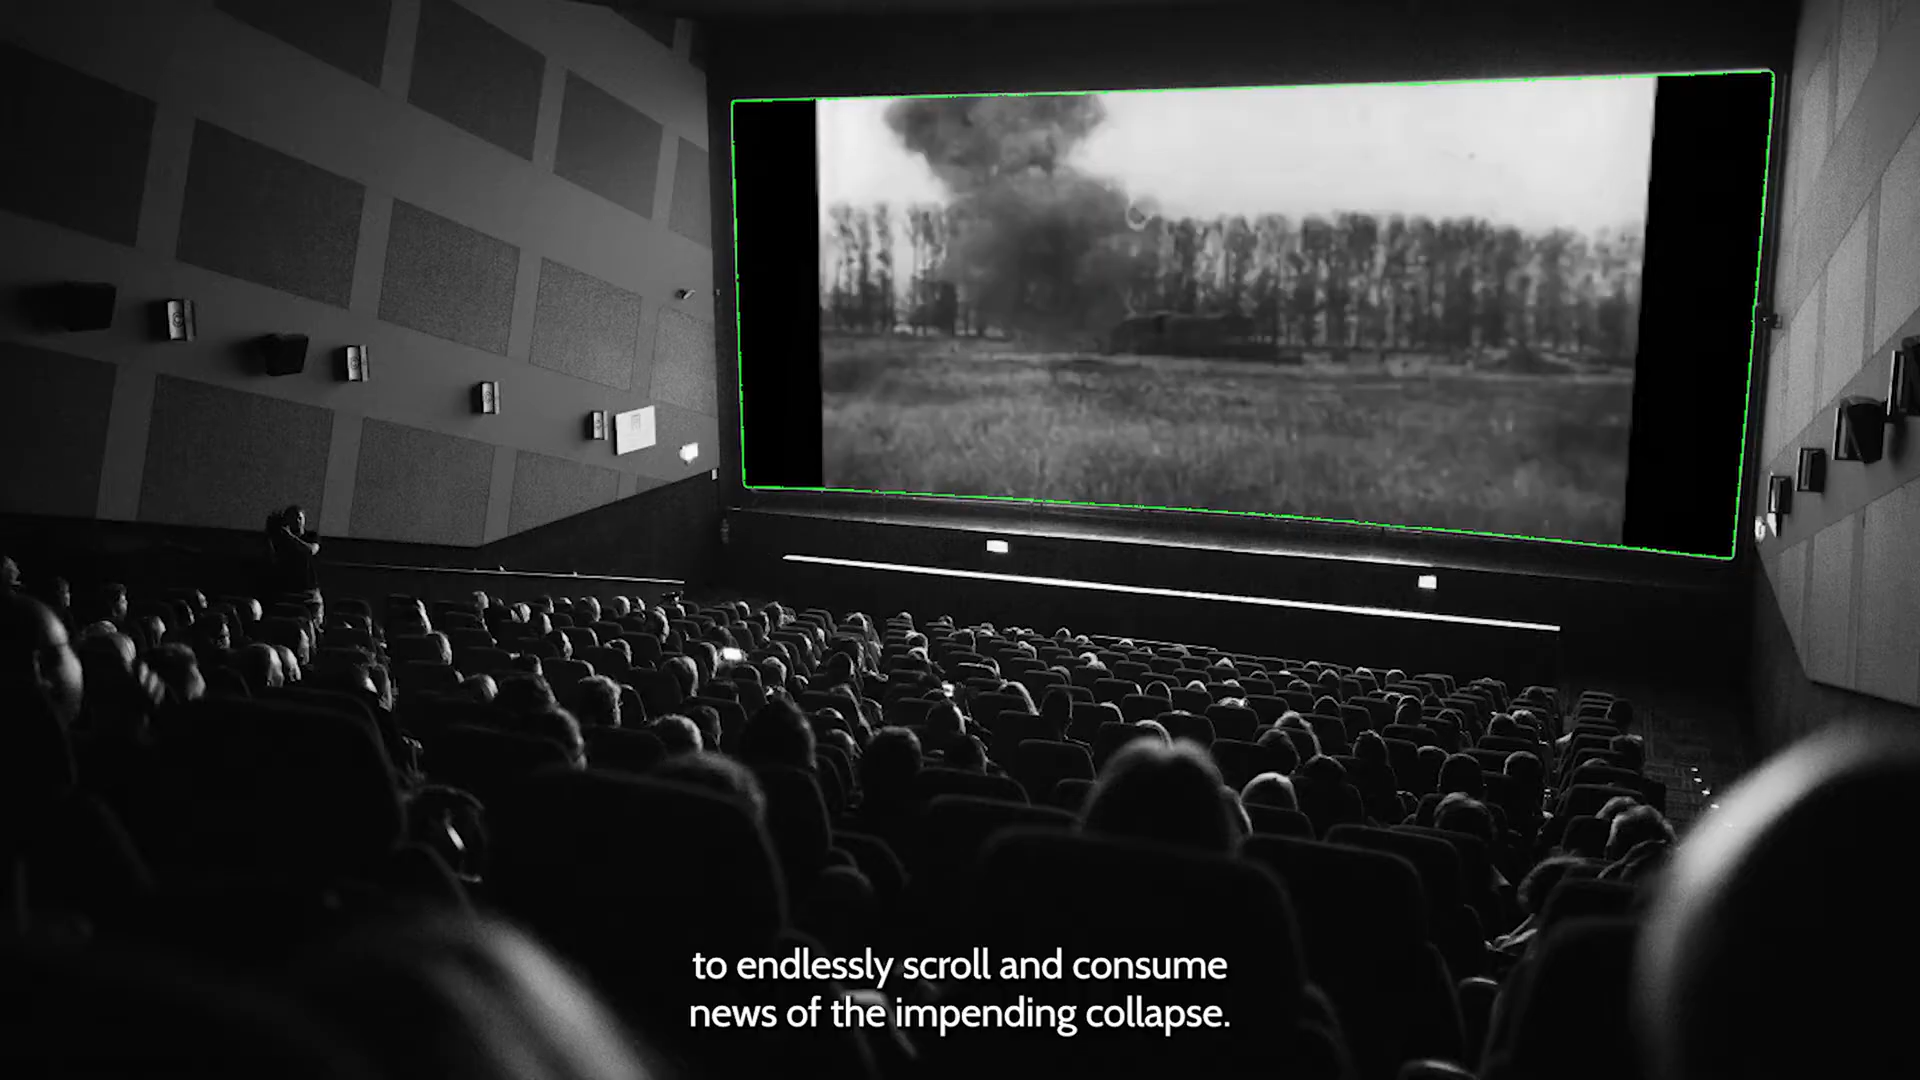 to endlessly scroll and consume
news of the impending collapse.